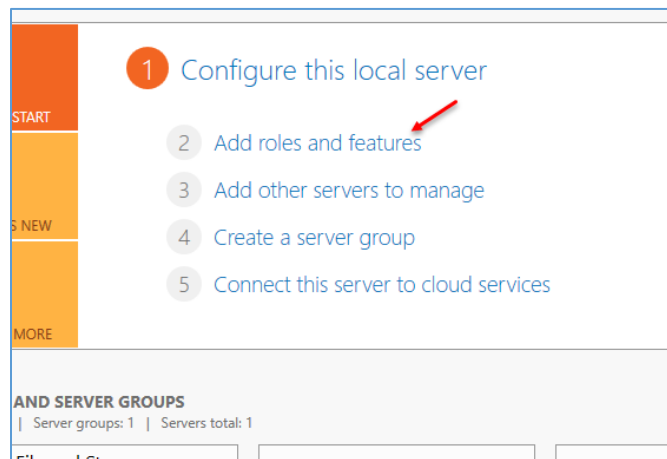 1 Configure this local server
START
2 Add roles and features
3 Add other servers to manage
S NEW
4 Create a server group
5 Connect this server to cloud services
MORE
AND SERVER GROUPS
| Server groups: 1 | Servers total: 1